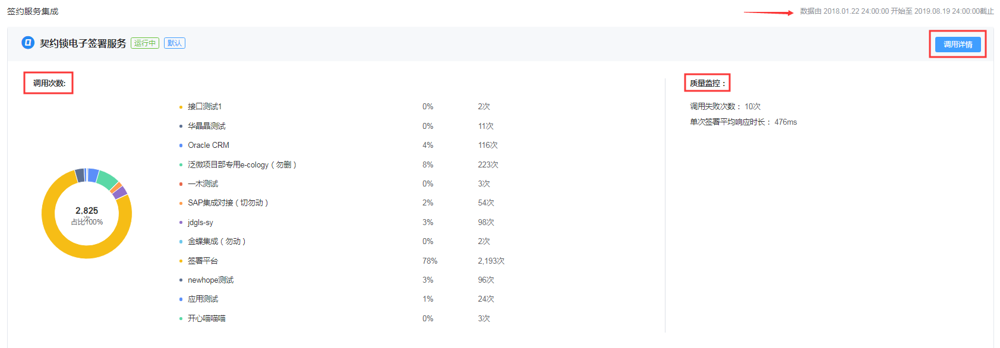 签约服务集成
数据由 2018.01.22 24:00:00 开始至 2019.08.19 24:00:00截止
契约锁电子签署服务 运行中 默认
调用详情
调用次数:
接口测试1 0% 2次
华晶晶测试 0% 11次
Oracle CRM 4% 116次
泛微项目部专用e-cology（勿删） 8% 223次
一木测试 0% 3次
SAP集成对接（切勿动） 2% 54次
jdgls-sy 3% 98次
金蝶集成（勿动） 0% 2次
签署平台 78% 2,193次
newhope测试 3% 96次
应用测试 1% 24次
开心喵喵喵 0% 3次
2,825
次
占比100%
质量监控：
调用失败次数： 10次
单次签署平均响应时长： 476ms